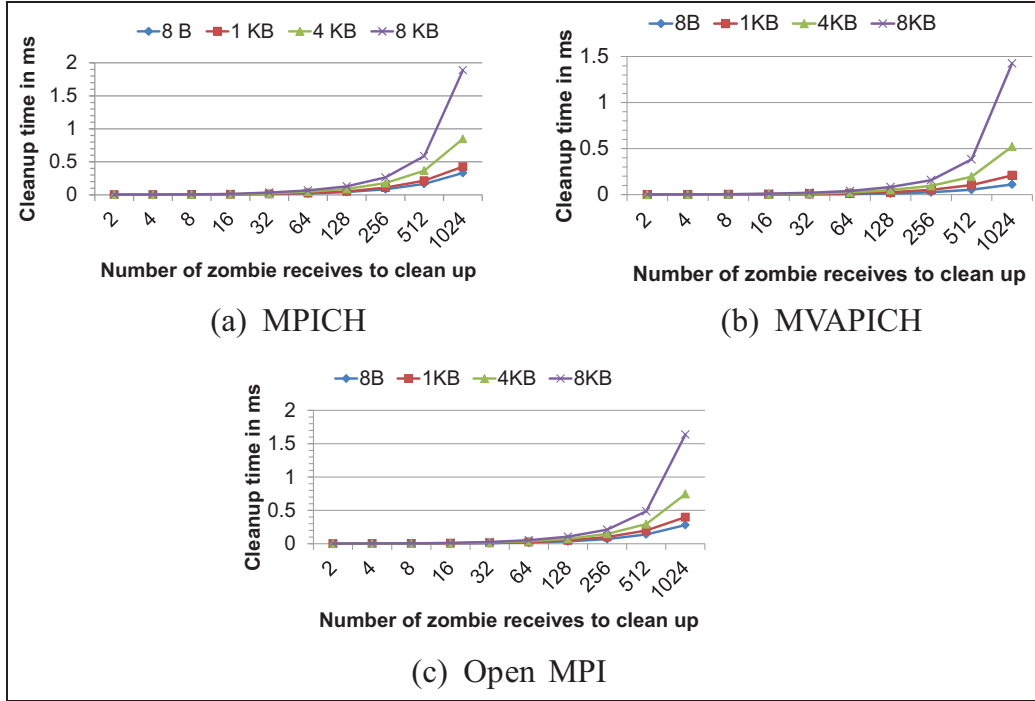 8 B 1 KB 4 KB 8 KB
Cleanup time in ms
2
1.5
1
0.5
0
2 4 8 16 32 64 128 256 512 1024
Number of zombie receives to clean up
(a) MPICH
8B 1KB 4KB 8KB
Cleanup time in ms
1.5
1
0.5
0
2 4 8 16 32 64 128 256 512 1024
Number of zombie receives to clean up
(b) MVAPICH
8B 1KB 4KB 8KB
Cleanup time in ms
2
1.5
1
0.5
0
2 4 8 16 32 64 128 256 512 1024
Number of zombie receives to clean up
(c) Open MPI